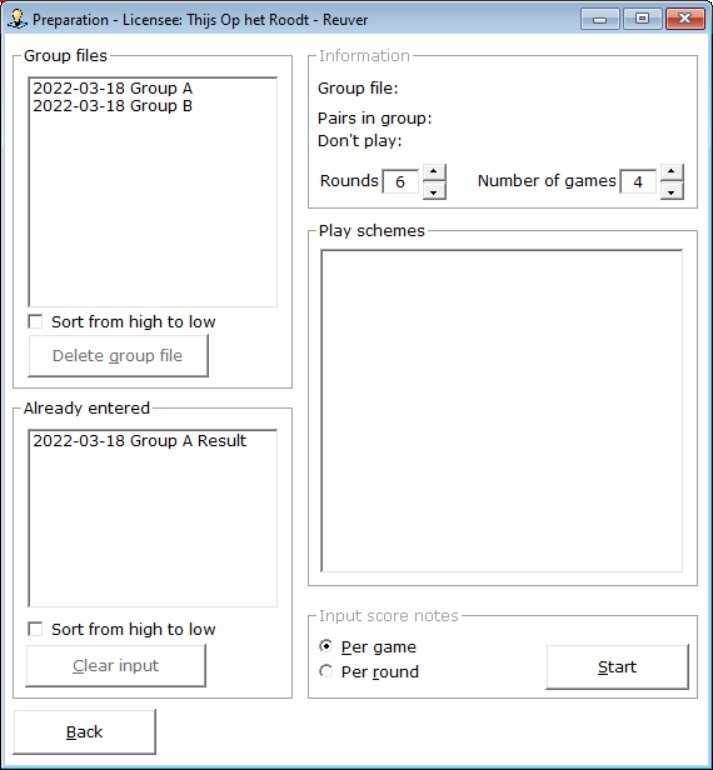 Preparation - Licensee: Thijs Op het Roodt - Reuver
Group files
2022-03-18 Group A
2022-03-18 Group B
Sort from high to low
Delete group file
Already entered
2022-03-18 Group A Result
Sort from high to low
Clear input
Back
Information
Group file:
Pairs in group:
Don't play:
Rounds 6 Number of games 4
Play schemes
Input score notes
Per game
Per round
Start